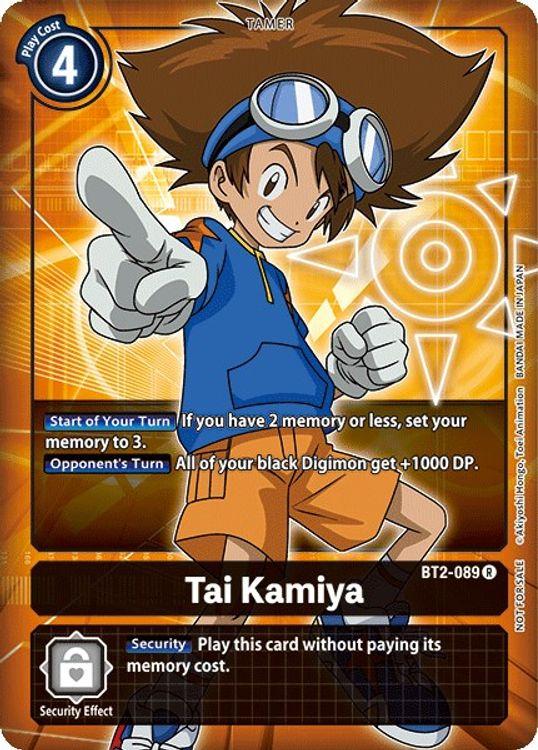 TAMER
Play Cost
4
Start of Your Turn If you have 2 memory or less, set your
memory to 3.
Opponent's Turn All of your black Digimon get +1000 DP.
BT2-089 R
Tai Kamiya
Security Play this card without paying its
memory cost.
Security Effect
© Akiyoshi Hongo, Toei Animation BANDAI MADE IN JAPAN
NOT FOR SALE